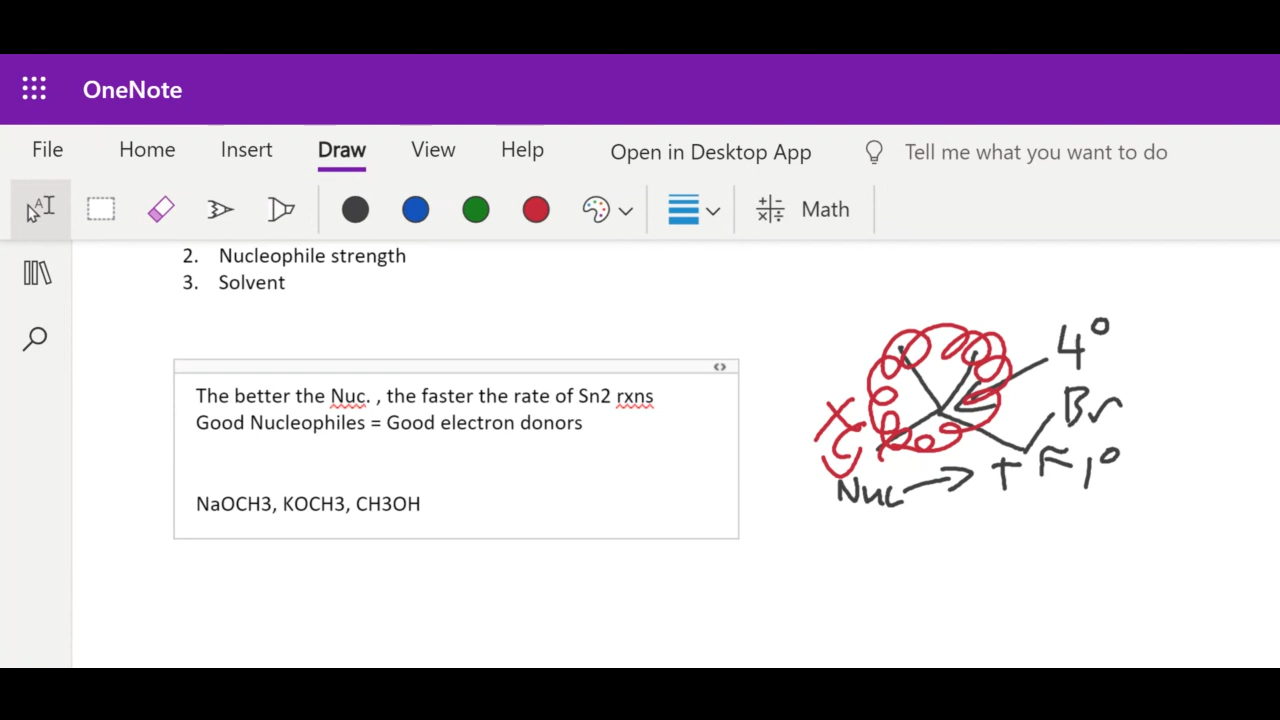 OneNote
File Home Insert Draw View Help Open in Desktop App Tell me what you want to do
Math
2. Nucleophile strength
3. Solvent
The better the Nuc. , the faster the rate of Sn2 rxns
Good Nucleophiles = Good electron donors
NaOCH3, KOCH3, CH3OH
4°
Br
1°
Nuc